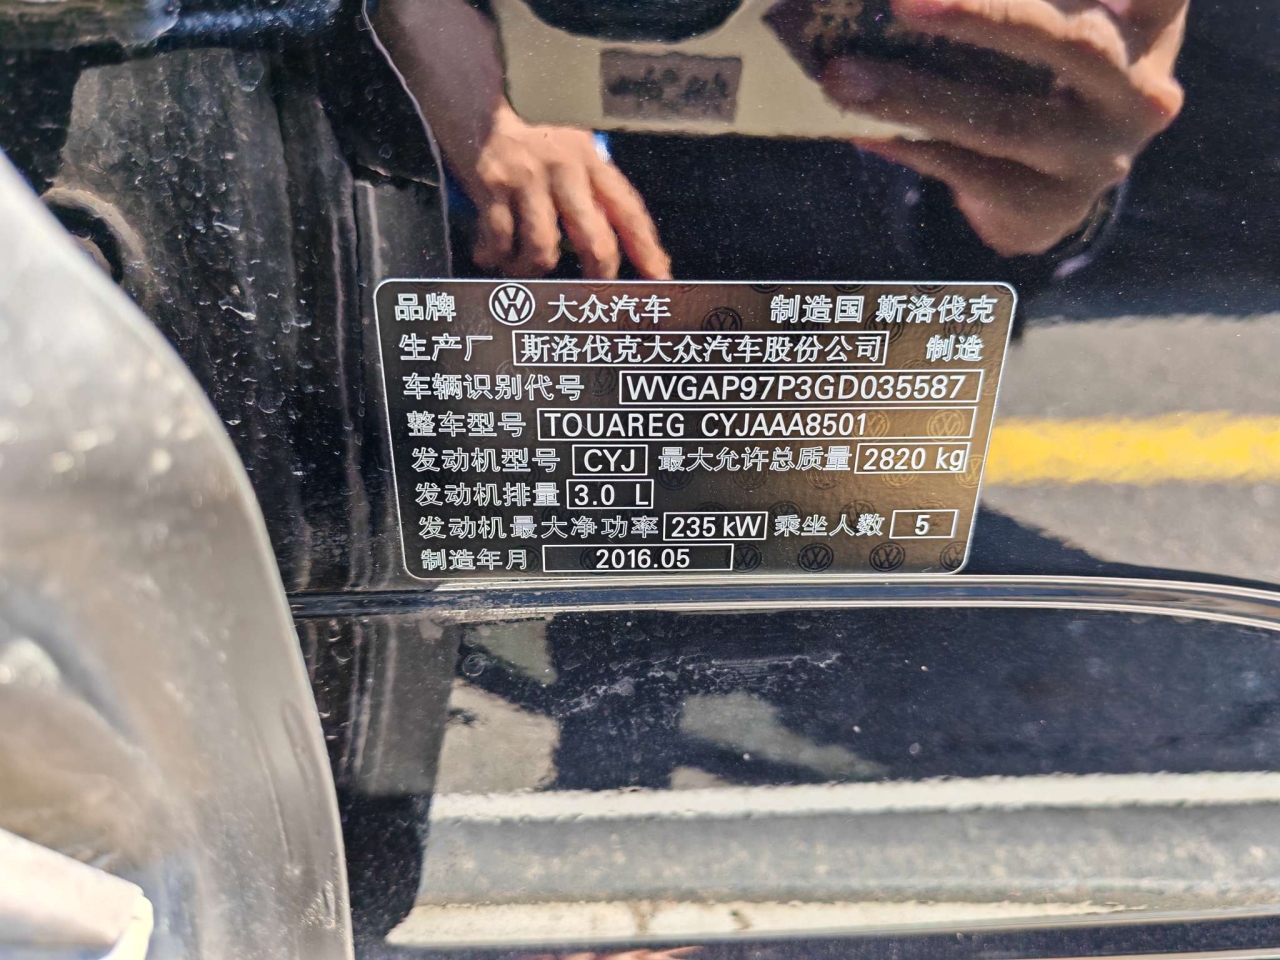 品牌 大众汽车 制造国 斯洛伐克
生产厂 斯洛伐克大众汽车股份公司 制造
车辆识别代号 WVGAP97P3GD035587
整车型号 TOUAREG CYJAAA8501
发动机型号 CYJ 最大允许总质量 2820 kg
发动机排量 3.0 L
发动机最大净功率 235 kW 乘坐人数 5
制造年月 2016.05